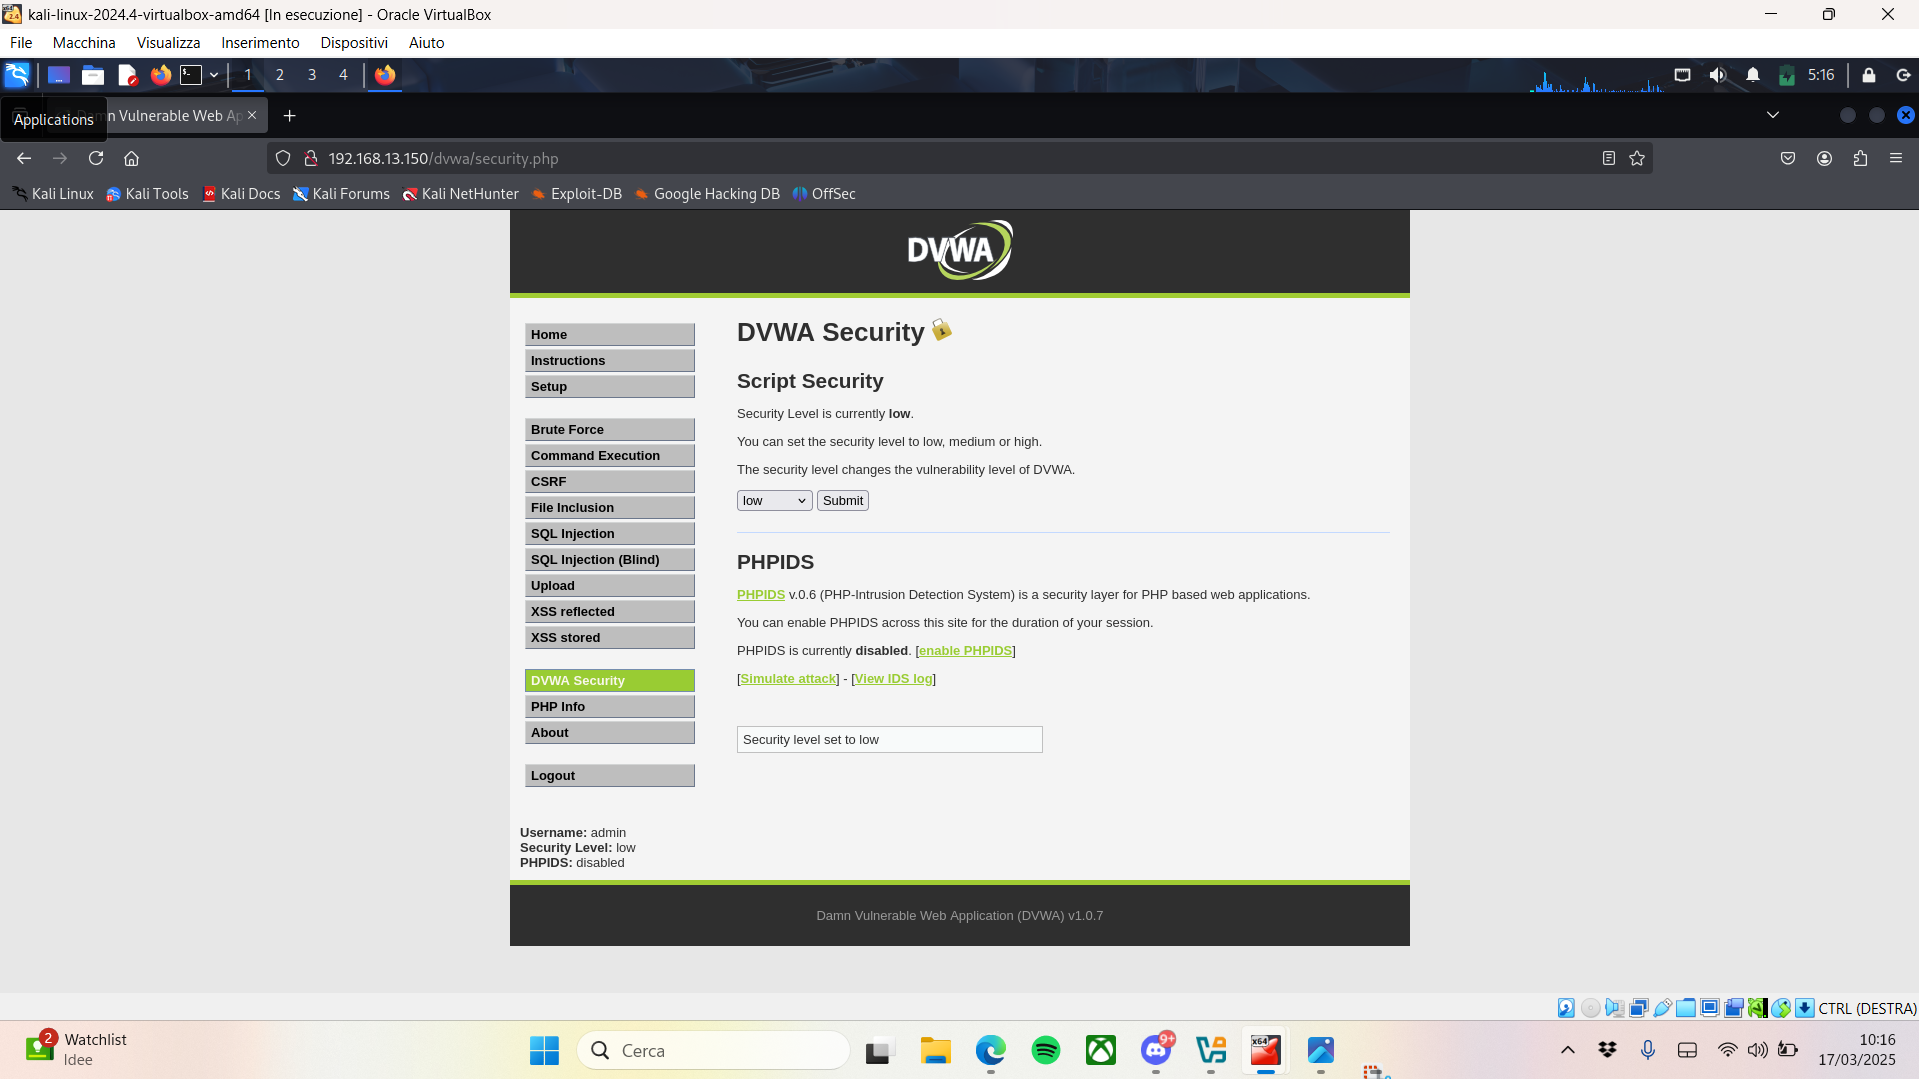 kali-linux-2024.4-virtualbox-amd64 [In esecuzione] - Oracle VirtualBox
File Macchina Visualizza Inserimento Dispositivi Aiuto
1 2 3 4 5:16
Applications
n Vulnerable Web Ap
192.168.13.150/dvwa/security.php
Kali Linux Kali Tools Kali Docs Kali Forums Kali NetHunter Exploit-DB Google Hacking DB OffSec
DVWA
Home
Instructions
Setup
Brute Force
Command Execution
CSRF
File Inclusion
SQL Injection
SQL Injection (Blind)
Upload
XSS reflected
XSS stored
DVWA Security
PHP Info
About
Logout
DVWA Security
Script Security
Security Level is currently low.
You can set the security level to low, medium or high.
The security level changes the vulnerability level of DVWA.
low Submit
PHPIDS
PHPIDS v.0.6 (PHP-Intrusion Detection System) is a security layer for PHP based web applications.
You can enable PHPIDS across this site for the duration of your session.
PHPIDS is currently disabled. [enable PHPIDS]
[Simulate attack] - [View IDS log]
Security level set to low
Username: admin
Security Level: low
PHPIDS: disabled
Damn Vulnerable Web Application (DVWA) v1.0.7
CTRL (DESTRA)
2 Watchlist
Idee
Cerca
9+
x64
10:16
17/03/2025